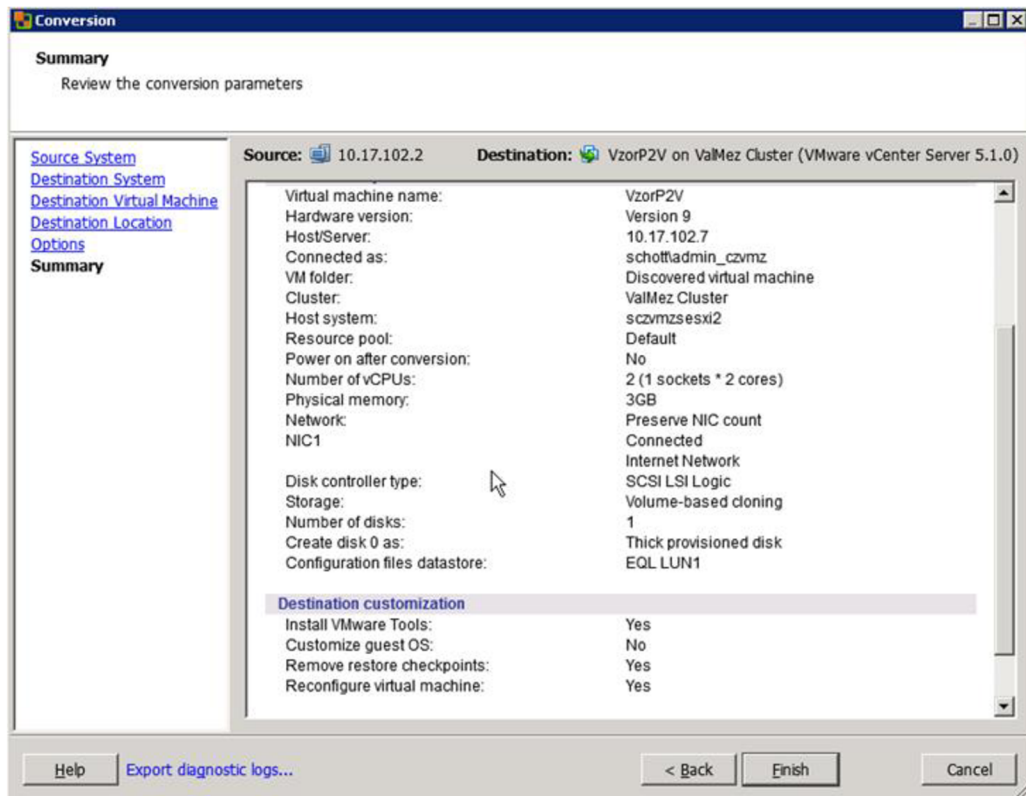 Conversion
Summary
Review the conversion parameters
Source System
Destination System
Destination Virtual Machine
Destination Location
Options
Summary
Source: 10.17.102.2 Destination: VzorP2V on ValMez Cluster (VMware vCenter Server 5.1.0)
Virtual machine name: VzorP2V
Hardware version: Version 9
Host/Server: 10.17.102.7
Connected as: schott\admin_czvmz
VM folder: Discovered virtual machine
Cluster: ValMez Cluster
Host system: sczvmzsesxi2
Resource pool: Default
Power on after conversion: No
Number of vCPUs: 2 (1 sockets * 2 cores)
Physical memory: 3GB
Network: Preserve NIC count
NIC1 Connected
Internet Network
Disk controller type: SCSI LSI Logic
Storage: Volume-based cloning
Number of disks: 1
Create disk 0 as: Thick provisioned disk
Configuration files datastore: EQL LUN1
Destination customization
Install VMware Tools: Yes
Customize guest OS: No
Remove restore checkpoints: Yes
Reconfigure virtual machine: Yes
Help Export diagnostic logs... < Back Finish Cancel